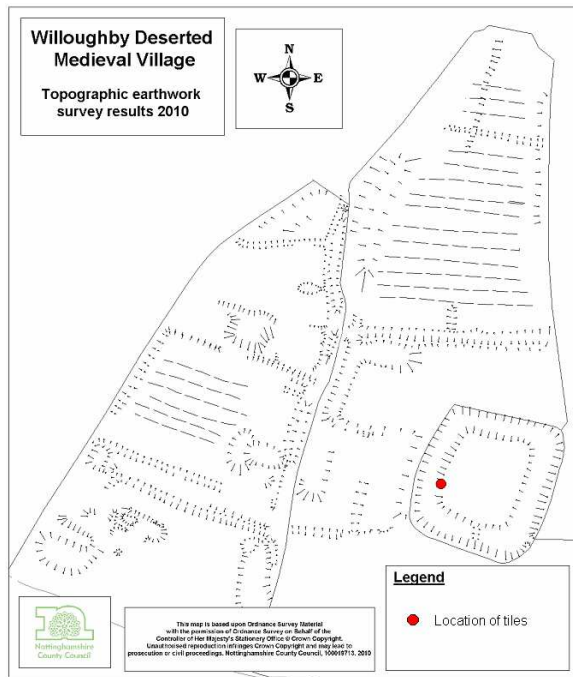 Willoughby Deserted
Medieval Village
Topographic earthwork
survey results 2010
N
W E
S
Legend
Location of tiles
n
Nottinghamshire
County Council
This map is based upon Ordnance Survey Material
with the permission of Ordnance Survey on Behalf of the
Controller of Her Majesty's Stationery Office © Crown Copyright.
Unauthorised reproduction infringes Crown Copyright and may lead to
prosecution or civil proceedings. Nottinghamshire County Council, 100019713, 2010